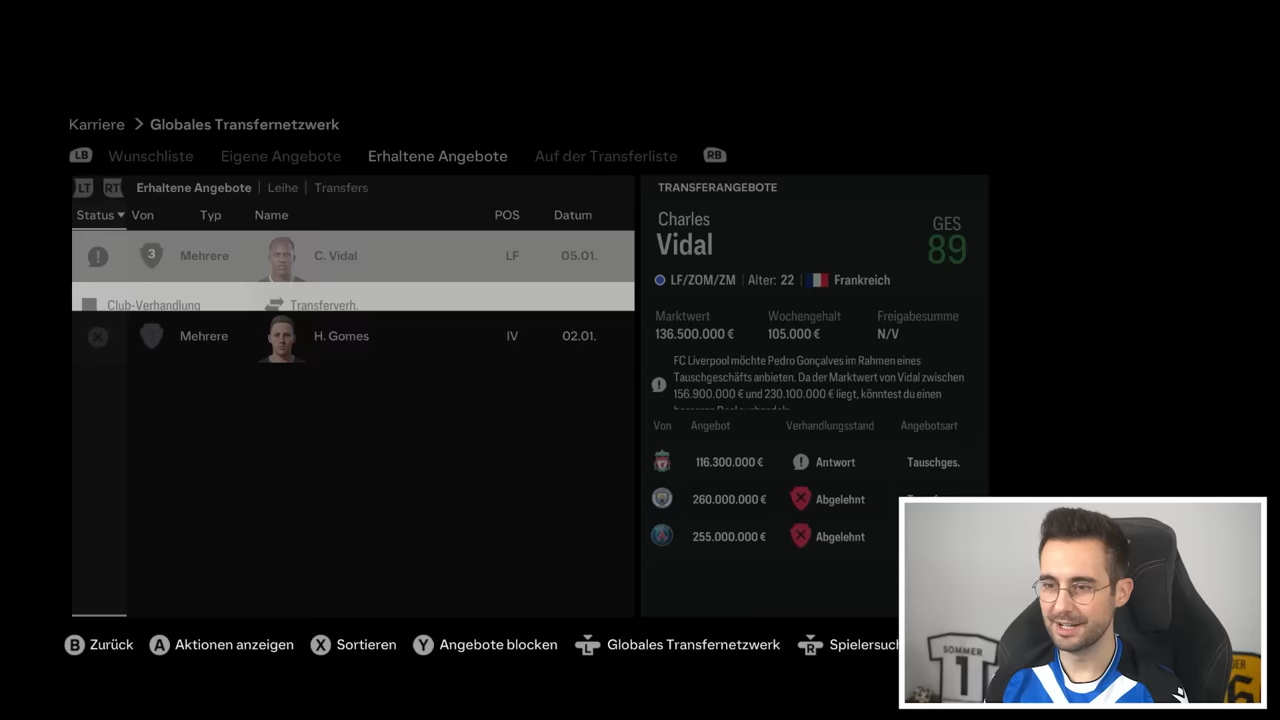 Karriere > Globales Transfernetzwerk
LB Wunschliste Eigene Angebote Erhaltene Angebote Auf der Transferliste RB
LT RT Erhaltene Angebote | Leihe | Transfers
Status Von Typ Name POS Datum
3 Mehrere C. Vidal LF 05.01.
Club-Verhandlung Transferverh.
Mehrere H. Gomes IV 02.01.
TRANSFERANGEBOTE
Charles
Vidal
GES
89
LF/ZOM/ZM | Alter: 22 | Frankreich
Marktwert Wochengehalt Freigabesumme
136.500.000 € 105.000 € N/V
FC Liverpool möchte Pedro Gonçalves im Rahmen eines
Tauschgeschäfts anbieten. Da der Marktwert von Vidal zwischen
156.900.000 € und 230.100.000 € liegt, könntest du einen
Von Angebot Verhandlungsstand Angebotsart
116.300.000 € Antwort Tauschges.
260.000.000 € Abgelehnt
255.000.000 € Abgelehnt
B Zurück A Aktionen anzeigen X Sortieren Y Angebote blocken L Globales Transfernetzwerk R Spielersuch
SOMMER
1